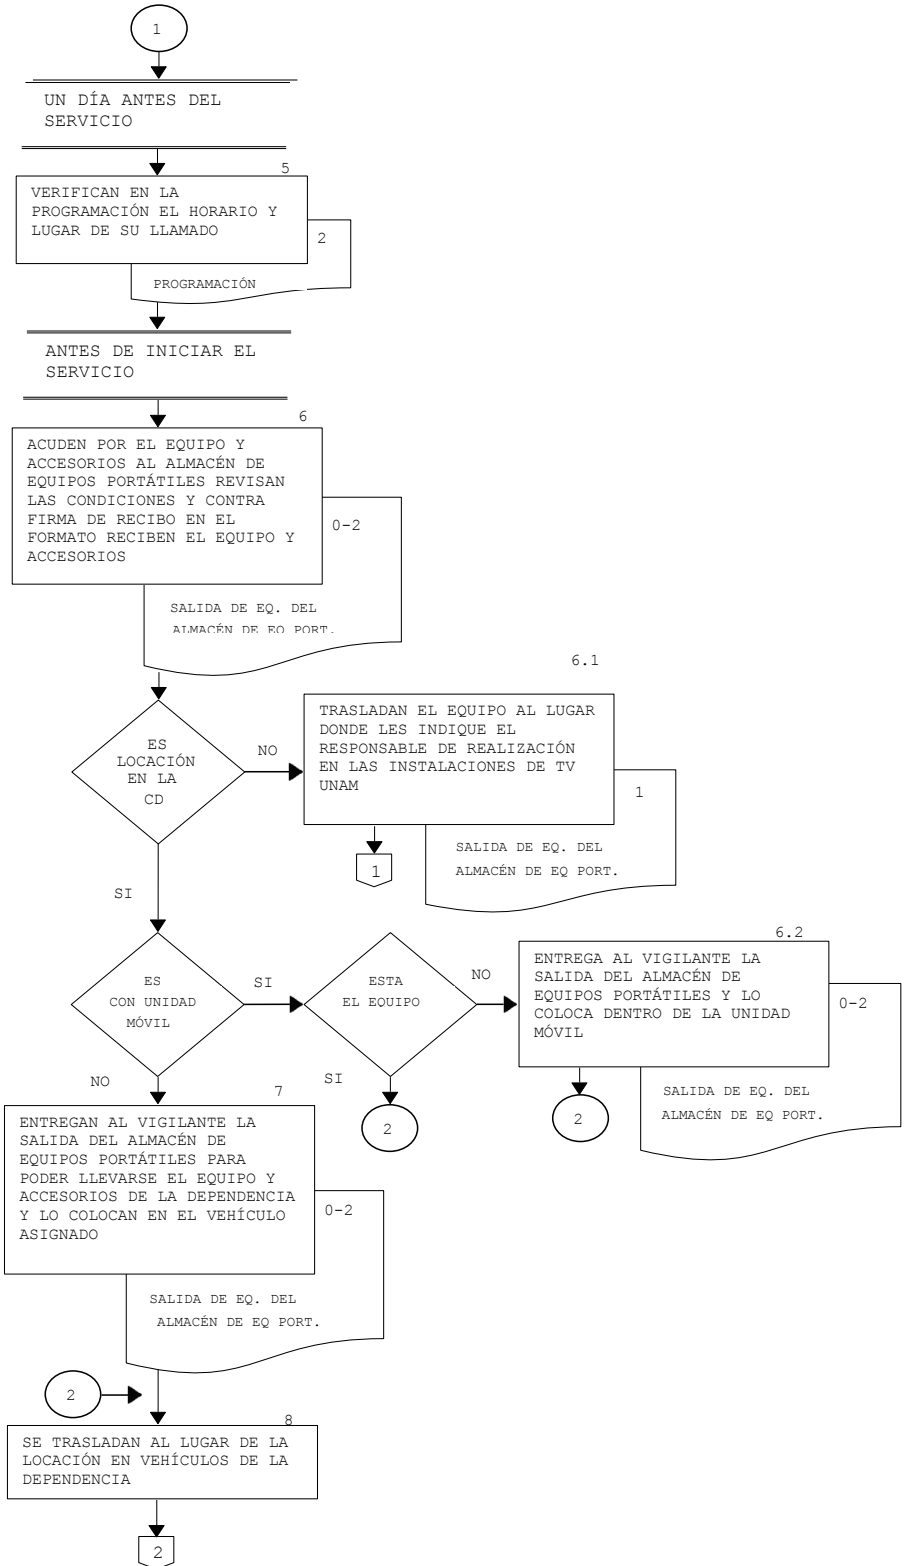 1
UN DÍA ANTES DEL
SERVICIO
5
VERIFICAN EN LA
PROGRAMACIÓN EL HORARIO Y
LUGAR DE SU LLAMADO
2
PROGRAMACIÓN
ANTES DE INICIAR EL
SERVICIO
6
ACUDEN POR EL EQUIPO Y
ACCESORIOS AL ALMACÉN DE
EQUIPOS PORTÁTILES REVISAN
LAS CONDICIONES Y CONTRA
FIRMA DE RECIBO EN EL
FORMATO RECIBEN EL EQUIPO Y
ACCESORIOS
0-2
SALIDA DE EQ. DEL
ALMACÉN DE EQ PORT.
6.1
TRASLADAN EL EQUIPO AL LUGAR
DONDE LES INDIQUE EL
RESPONSABLE DE REALIZACIÓN
EN LAS INSTALACIONES DE TV
UNAM
1
SALIDA DE EQ. DEL
ALMACÉN DE EQ PORT.
1
ES
LOCACIÓN
EN LA
CD
NO
SI
ES
CON UNIDAD
MÓVIL
SI
ESTA
EL EQUIPO
NO
6.2
ENTREGA AL VIGILANTE LA
SALIDA DEL ALMACÉN DE
EQUIPOS PORTÁTILES Y LO
COLOCA DENTRO DE LA UNIDAD
MÓVIL
0-2
SALIDA DE EQ. DEL
ALMACÉN DE EQ PORT.
2
SI
2
NO
7
ENTREGAN AL VIGILANTE LA
SALIDA DEL ALMACÉN DE
EQUIPOS PORTÁTILES PARA
PODER LLEVARSE EL EQUIPO Y
ACCESORIOS DE LA DEPENDENCIA
Y LO COLOCAN EN EL VEHÍCULO
ASIGNADO
0-2
SALIDA DE EQ. DEL
ALMACÉN DE EQ PORT.
2
8
SE TRASLADAN AL LUGAR DE LA
LOCACIÓN EN VEHÍCULOS DE LA
DEPENDENCIA
2